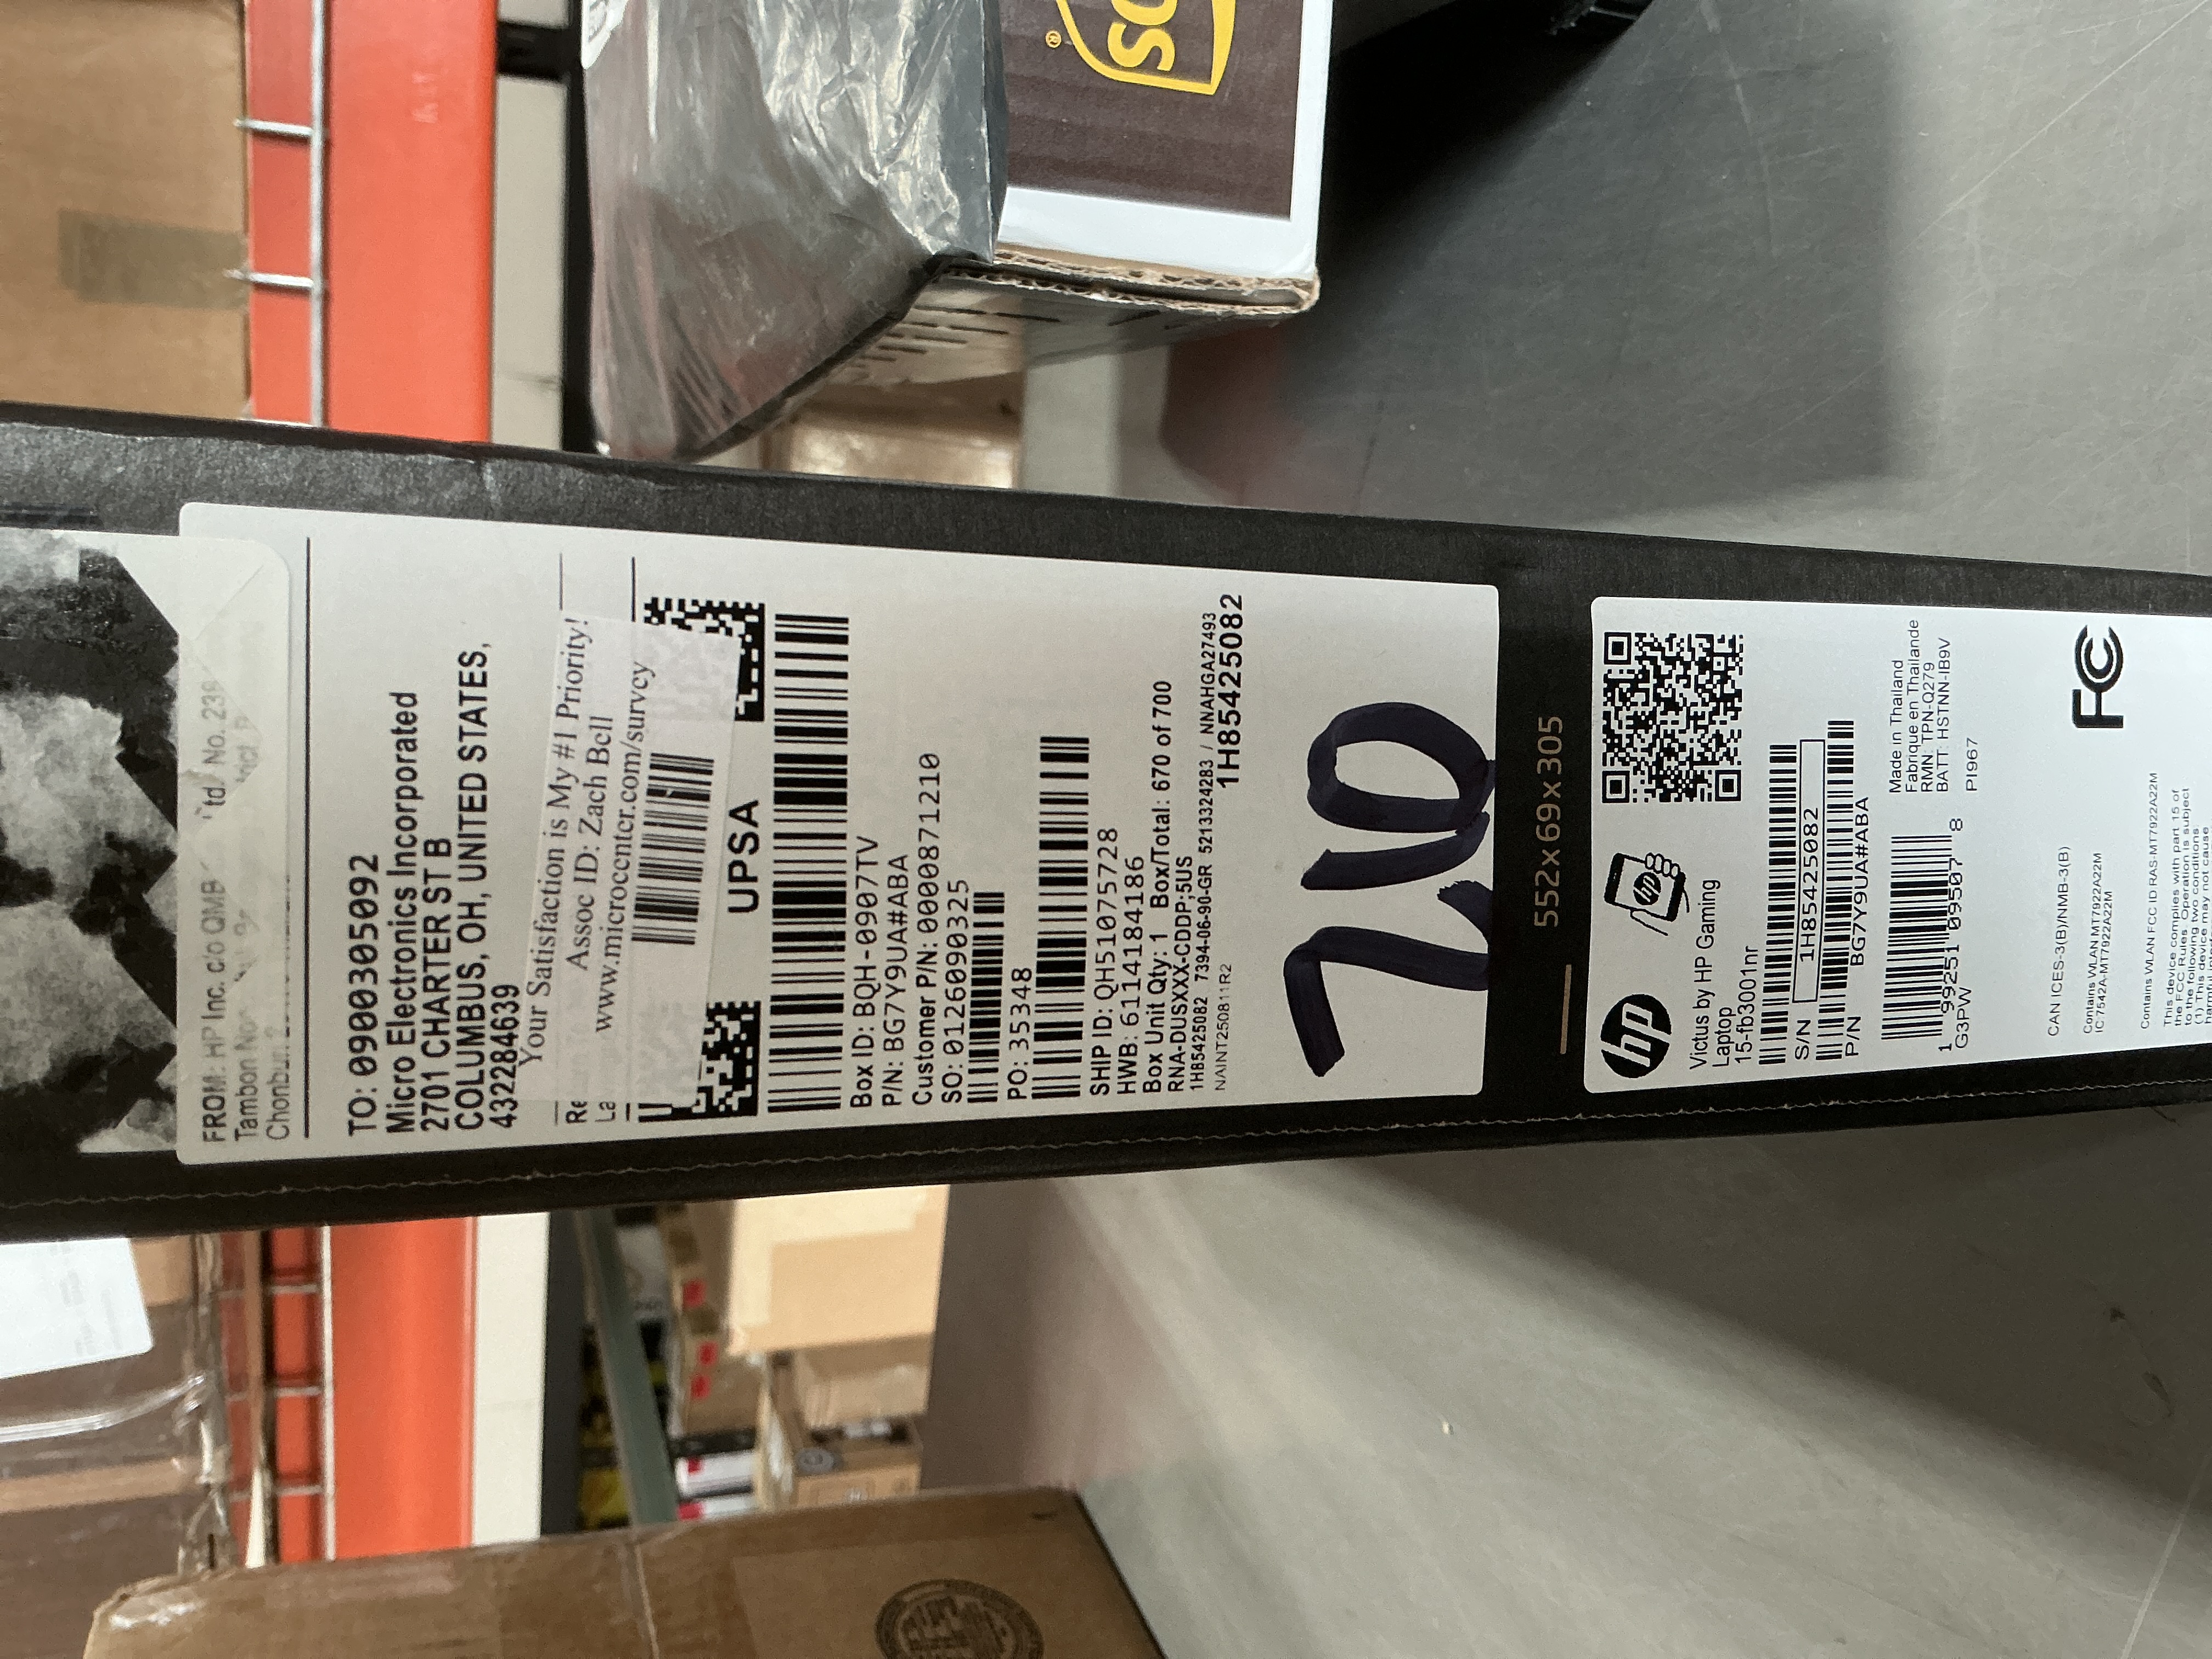 FROM: HP Inc. c/o QMB
td. No. 238
Chonburi
TO: 0900305092
Micro Electronics Incorporated
2701 CHARTER ST B
COLUMBUS, OH, UNITED STATES,
432284639
Your Satisfaction is My #1 Priority!
Assoc ID: Zach Bell
www.microcenter.com/survey
UPSA
Box ID: BQH-0907TV
P/N: BG7Y9UA#ABA
Customer P/N: 0000871210
SO: 0126090325
PO: 35348
SHIP ID: QH51075728
HWB: 61141184186
Box Unit Qty: 1 Box/Total: 670 of 700
RNA-DUSXXX-CDDP;5US
1H85425082 7394-06-90-GR 5213324283 / NNAHGA27493
NAINT250811R2
1H85425082
552x69x305
hp
Victus by HP Gaming
Laptop
15-fb3001nr
S/N 1H85425082
P/N BG7Y9UA#ABA
1 99251 09507 8
G3PW
Made in Thailand
Fabrique en Thaïlande
RMN: TPN-Q279
BATT: HSTNN-IB9V
PI967
CAN ICES-3(B)/NMB-3(B)
Contains WLAN MT7922A22M
IC:7542A-MT7922A22M
Contains WLAN FCC ID RAS-MT7922A22M
This device complies with part 15 of
the FCC Rules. Operation is subject
to the following two conditions:
(1) This device may not cause
FC